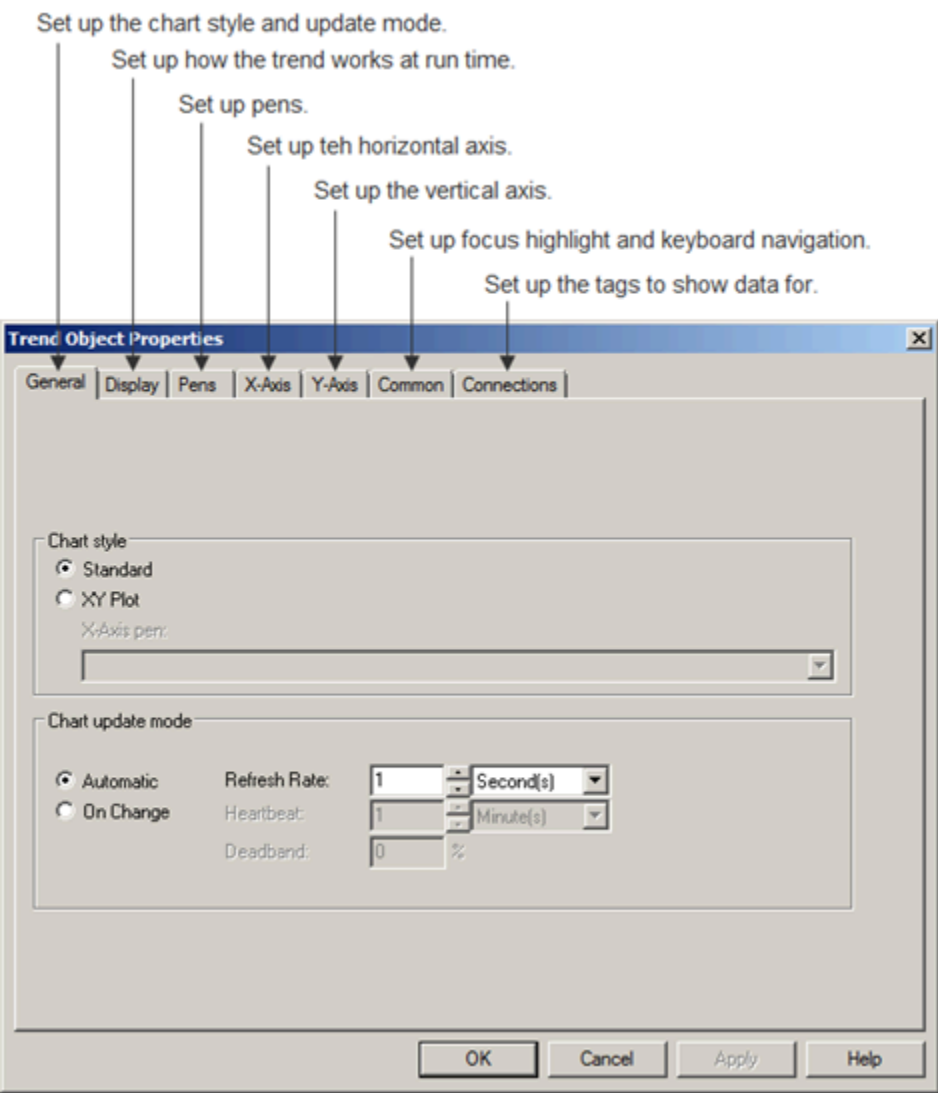 Set up the chart style and update mode.
Set up how the trend works at run time.
Set up pens.
Set up teh horizontal axis.
Set up the vertical axis.
Set up focus highlight and keyboard navigation.
Set up the tags to show data for.
Trend Object Properties
General Display Pens X-Axis Y-Axis Common Connections
Chart style
Standard
XY Plot
X-Axis pen:
Chart update mode
Automatic Refresh Rate: 1 Second(s)
On Change Heartbeat: 1 Minute(s)
Deadband: 0 %
OK Cancel Apply Help